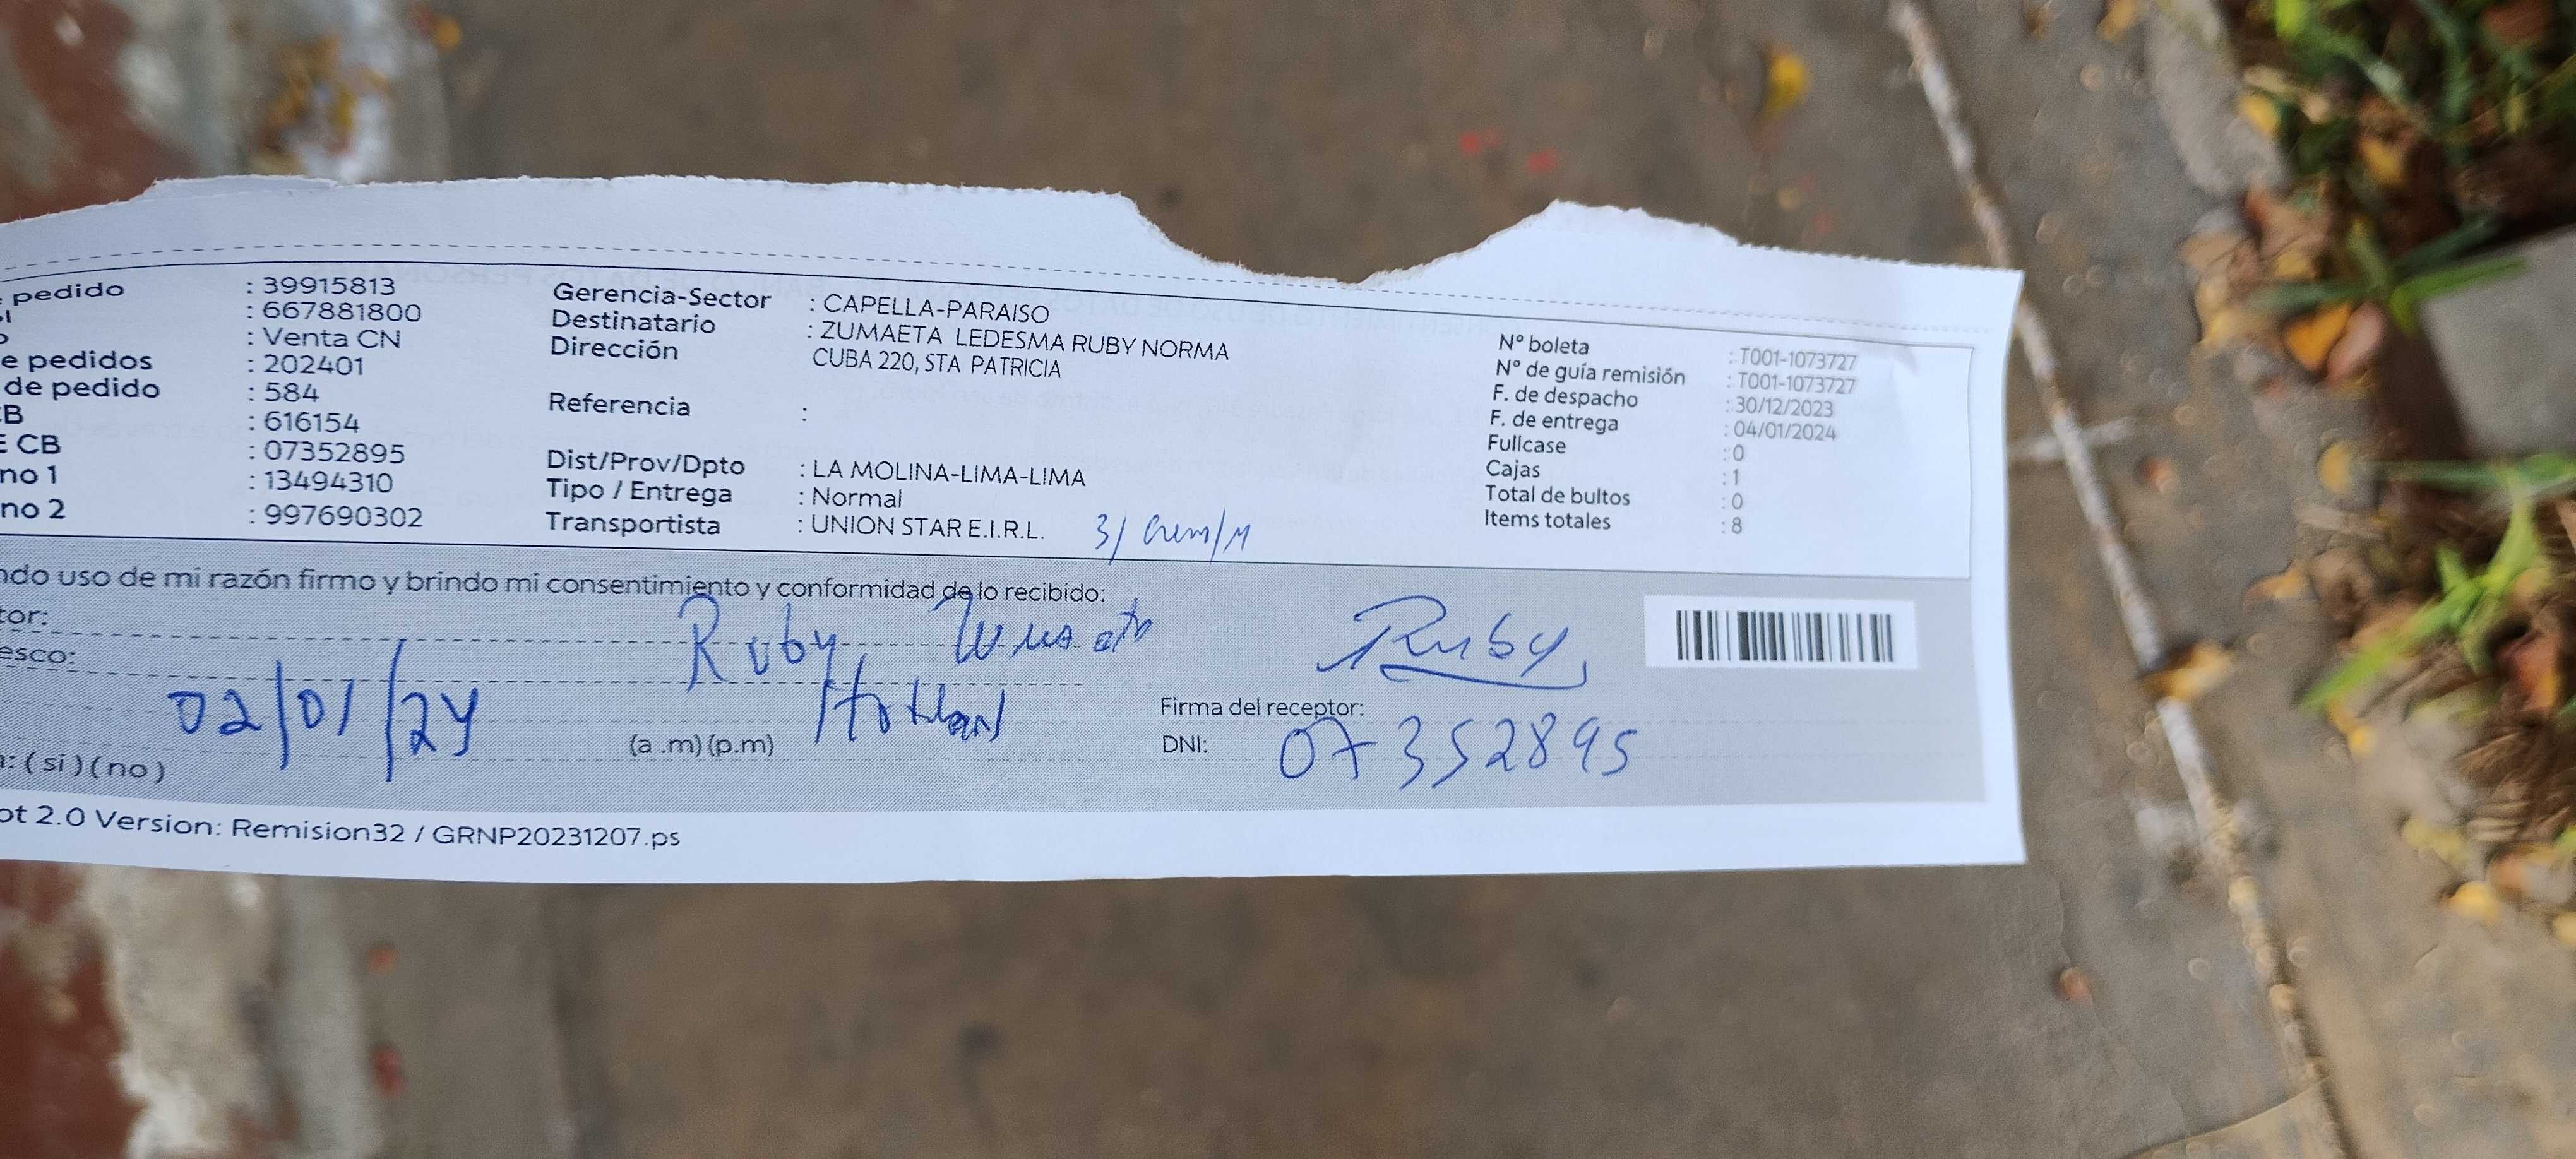 pedido : 39915813
: 667881800
: Venta CN
e pedidos : 202401
de pedido : 584
CB : 616154
E CB : 07352895
no 1 : 13494310
no 2 : 997690302
Gerencia-Sector : CAPELLA-PARAISO
Destinatario : ZUMAETA LEDESMA RUBY NORMA
Dirección CUBA 220, STA PATRICIA
Referencia :
Dist/Prov/Dpto : LA MOLINA-LIMA-LIMA
Tipo / Entrega : Normal
Transportista : UNION STAR E.I.R.L. 3/
N° boleta : T001-1073727
N° de guía remisión : T001-1073727
F. de despacho : 30/12/2023
F. de entrega : 04/01/2024
Fullcase : 0
Cajas : 1
Total de bultos : 0
Items totales : 8
ndo uso de mi razón firmo y brindo mi consentimiento y conformidad de lo recibido:
tor: Ruby Ruby
esco:
02/01/24
Firma del receptor:
(a .m) (p.m) DNI: 07352895
: ( si ) ( no )
ot 2.0 Version: Remision32 / GRNP20231207.ps